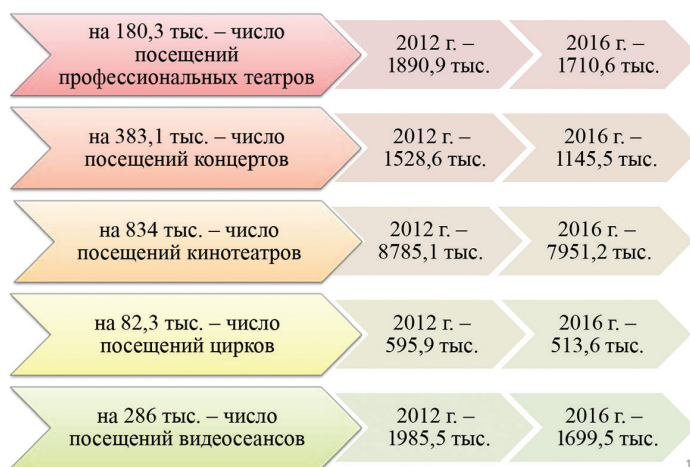 на 180,3 тыс. – число
посещений
профессиональных театров
2012 г. –
1890,9 тыс.
2016 г. –
1710,6 тыс.
на 383,1 тыс. – число
посещений концертов
2012 г. –
1528,6 тыс.
2016 г. –
1145,5 тыс.
на 834 тыс. – число
посещений кинотеатров
2012 г. –
8785,1 тыс.
2016 г. –
7951,2 тыс.
на 82,3 тыс. – число
посещений цирков
2012 г. –
595,9 тыс.
2016 г. –
513,6 тыс.
на 286 тыс. – число
посещений видеосеансов
2012 г. –
1985,5 тыс.
2016 г. –
1699,5 тыс.
1